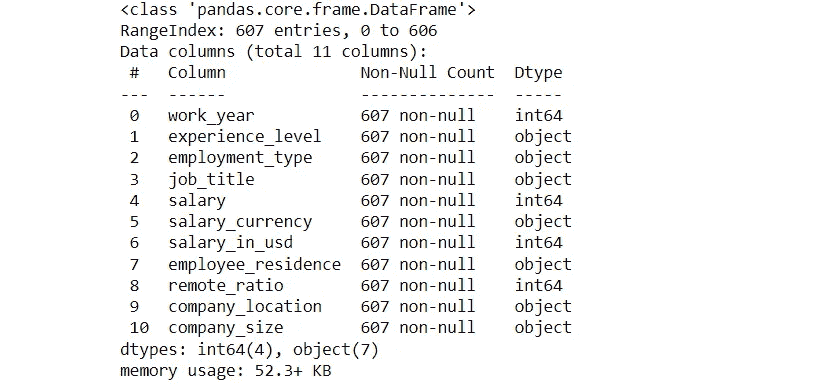 <class 'pandas.core.frame.DataFrame'>
RangeIndex: 607 entries, 0 to 606
Data columns (total 11 columns):
 #   Column              Non-Null Count  Dtype
---  ------              --------------  -----
 0   work_year           607 non-null    int64
 1   experience_level    607 non-null    object
 2   employment_type     607 non-null    object
 3   job_title           607 non-null    object
 4   salary              607 non-null    int64
 5   salary_currency     607 non-null    object
 6   salary_in_usd       607 non-null    int64
 7   employee_residence  607 non-null    object
 8   remote_ratio        607 non-null    int64
 9   company_location    607 non-null    object
 10  company_size        607 non-null    object
dtypes: int64(4), object(7)
memory usage: 52.3+ KB